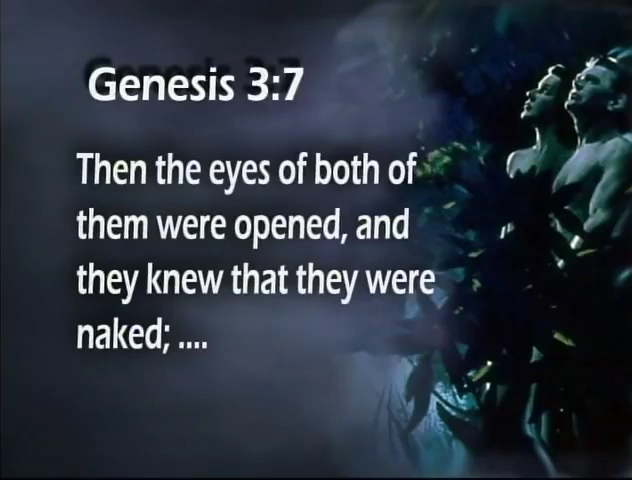 Genesis 3:7
Then the eyes of both of
them were opened, and
they knew that they were
naked; ....